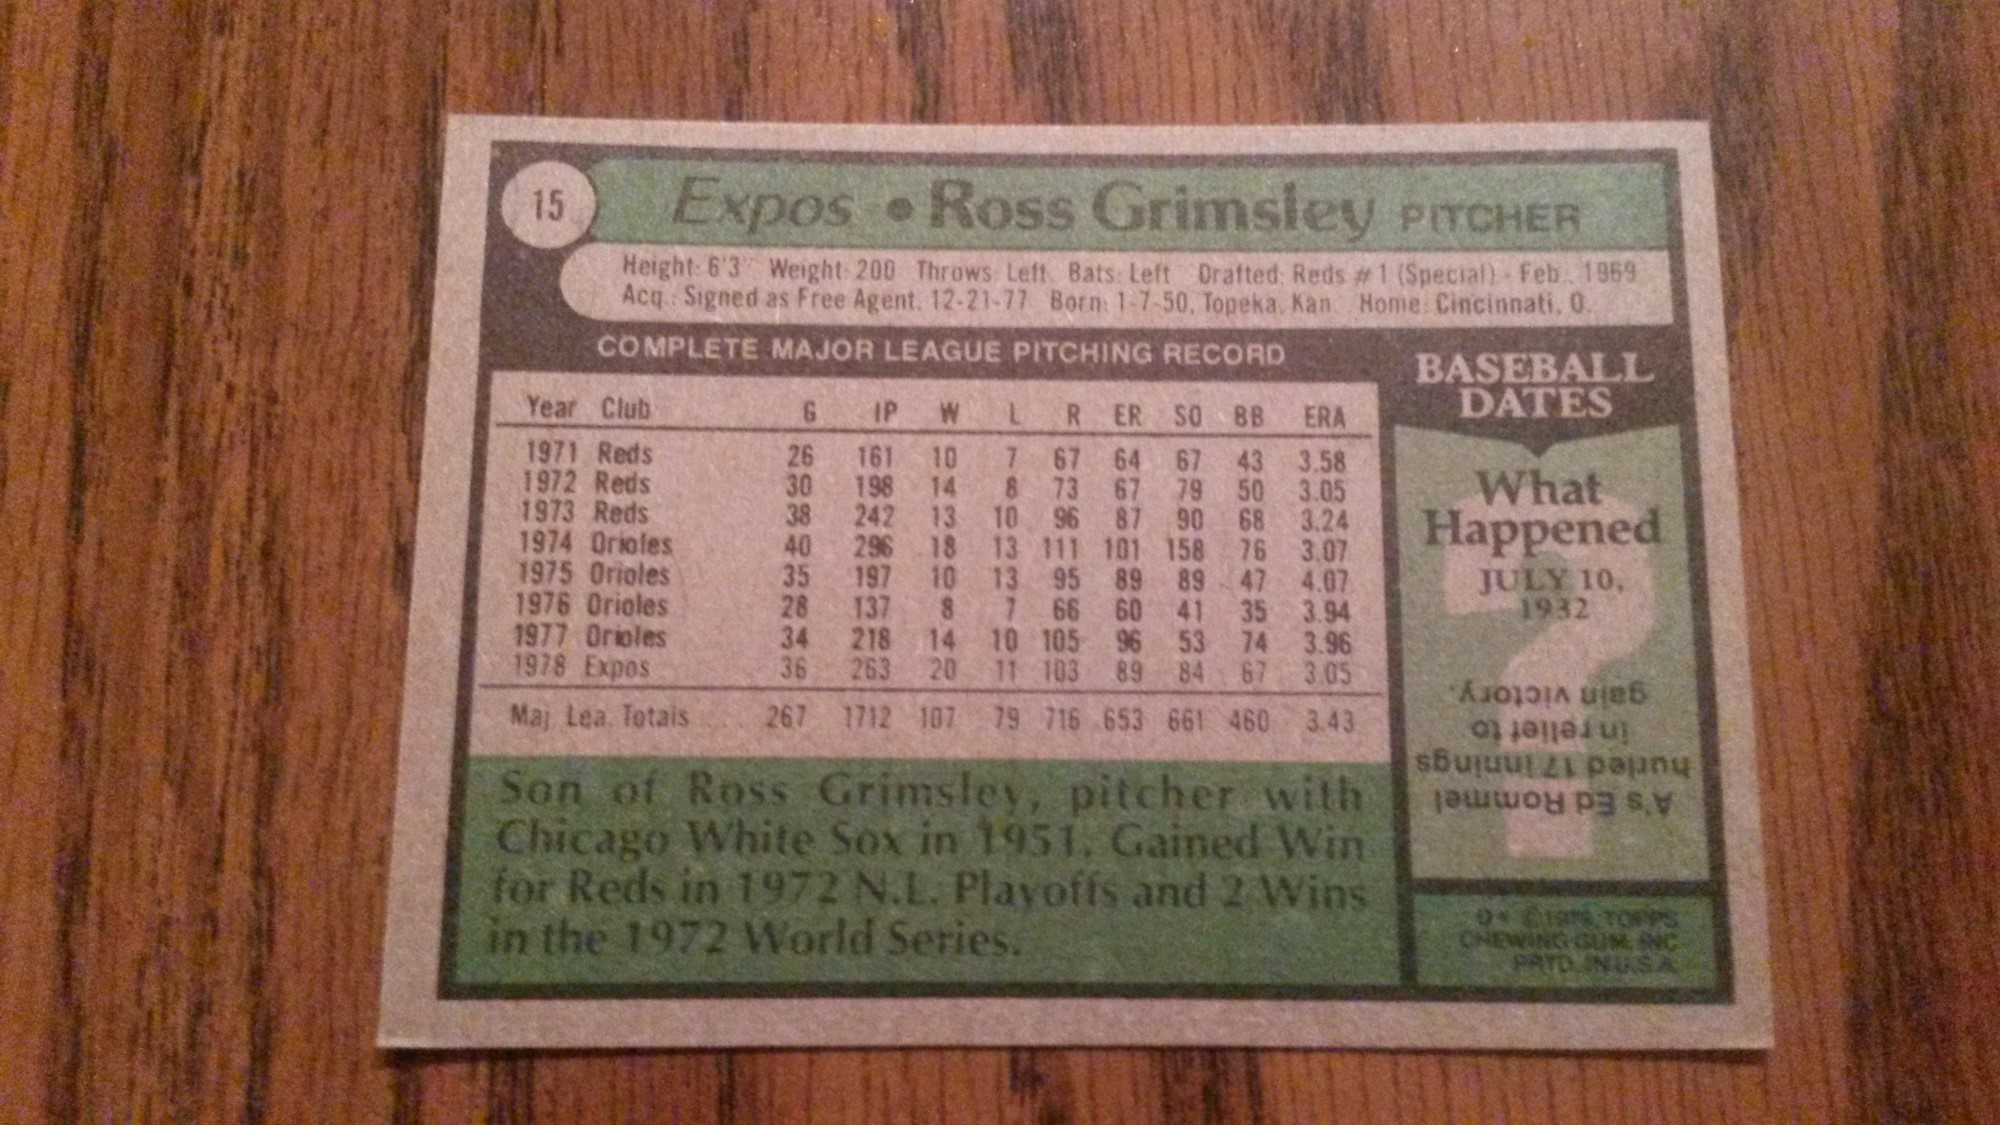 15
Expos • Ross Grimsley PITCHER
Height: 6'3" Weight: 200 Throws: Left Bats: Left Drafted: Reds #1 (Special) - Feb., 1969
Acq.: Signed as Free Agent, 12-21-77 Born: 1-7-50, Topeka, Kan. Home: Cincinnati, O.
COMPLETE MAJOR LEAGUE PITCHING RECORD
Year Club G IP W L R ER SO BB ERA
1971 Reds 26 161 10 7 67 64 67 43 3.58
1972 Reds 30 198 14 8 73 67 79 50 3.05
1973 Reds 38 242 13 10 96 87 90 68 3.24
1974 Orioles 40 296 18 13 111 101 158 76 3.07
1975 Orioles 35 197 10 13 95 89 89 47 4.07
1976 Orioles 28 137 8 7 66 60 41 35 3.94
1977 Orioles 34 218 14 10 105 96 53 74 3.96
1978 Expos 36 263 20 11 103 89 84 67 3.05
Maj. Lea. Totals 267 1712 107 79 716 653 661 460 3.43
Son of Ross Grimsley, pitcher with
Chicago White Sox in 1951. Gained Win
for Reds in 1972 N.L. Playoffs and 2 Wins
in the 1972 World Series.
BASEBALL
DATES
What
Happened
JULY 10,
1932
?
A's Ed Rommel
hurled 17 innings
in relief to
gain victory.
D* © 1979, TOPPS
CHEWING GUM, INC.
PRTD. IN U.S.A.